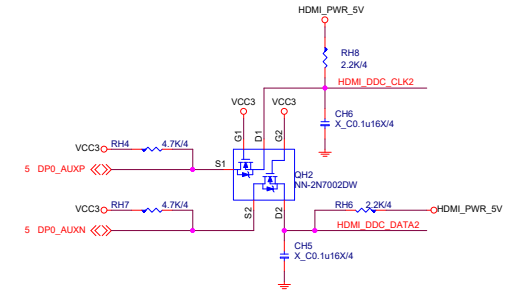 HDMI_PWR_5V
RH8
2.2K/4
HDMI_DDC_CLK2
VCC3 VCC3
CH6
X_C0.1u16X/4
G1 D1 G2
VCC3 RH4 4.7K/4
S1
5 DP0_AUXP
QH2
NN-2N7002DW
VCC3 RH7 4.7K/4
S2 D2
RH6 2.2K/4 HDMI_PWR_5V
5 DP0_AUXN
HDMI_DDC_DATA2
CH5
X_C0.1u16X/4